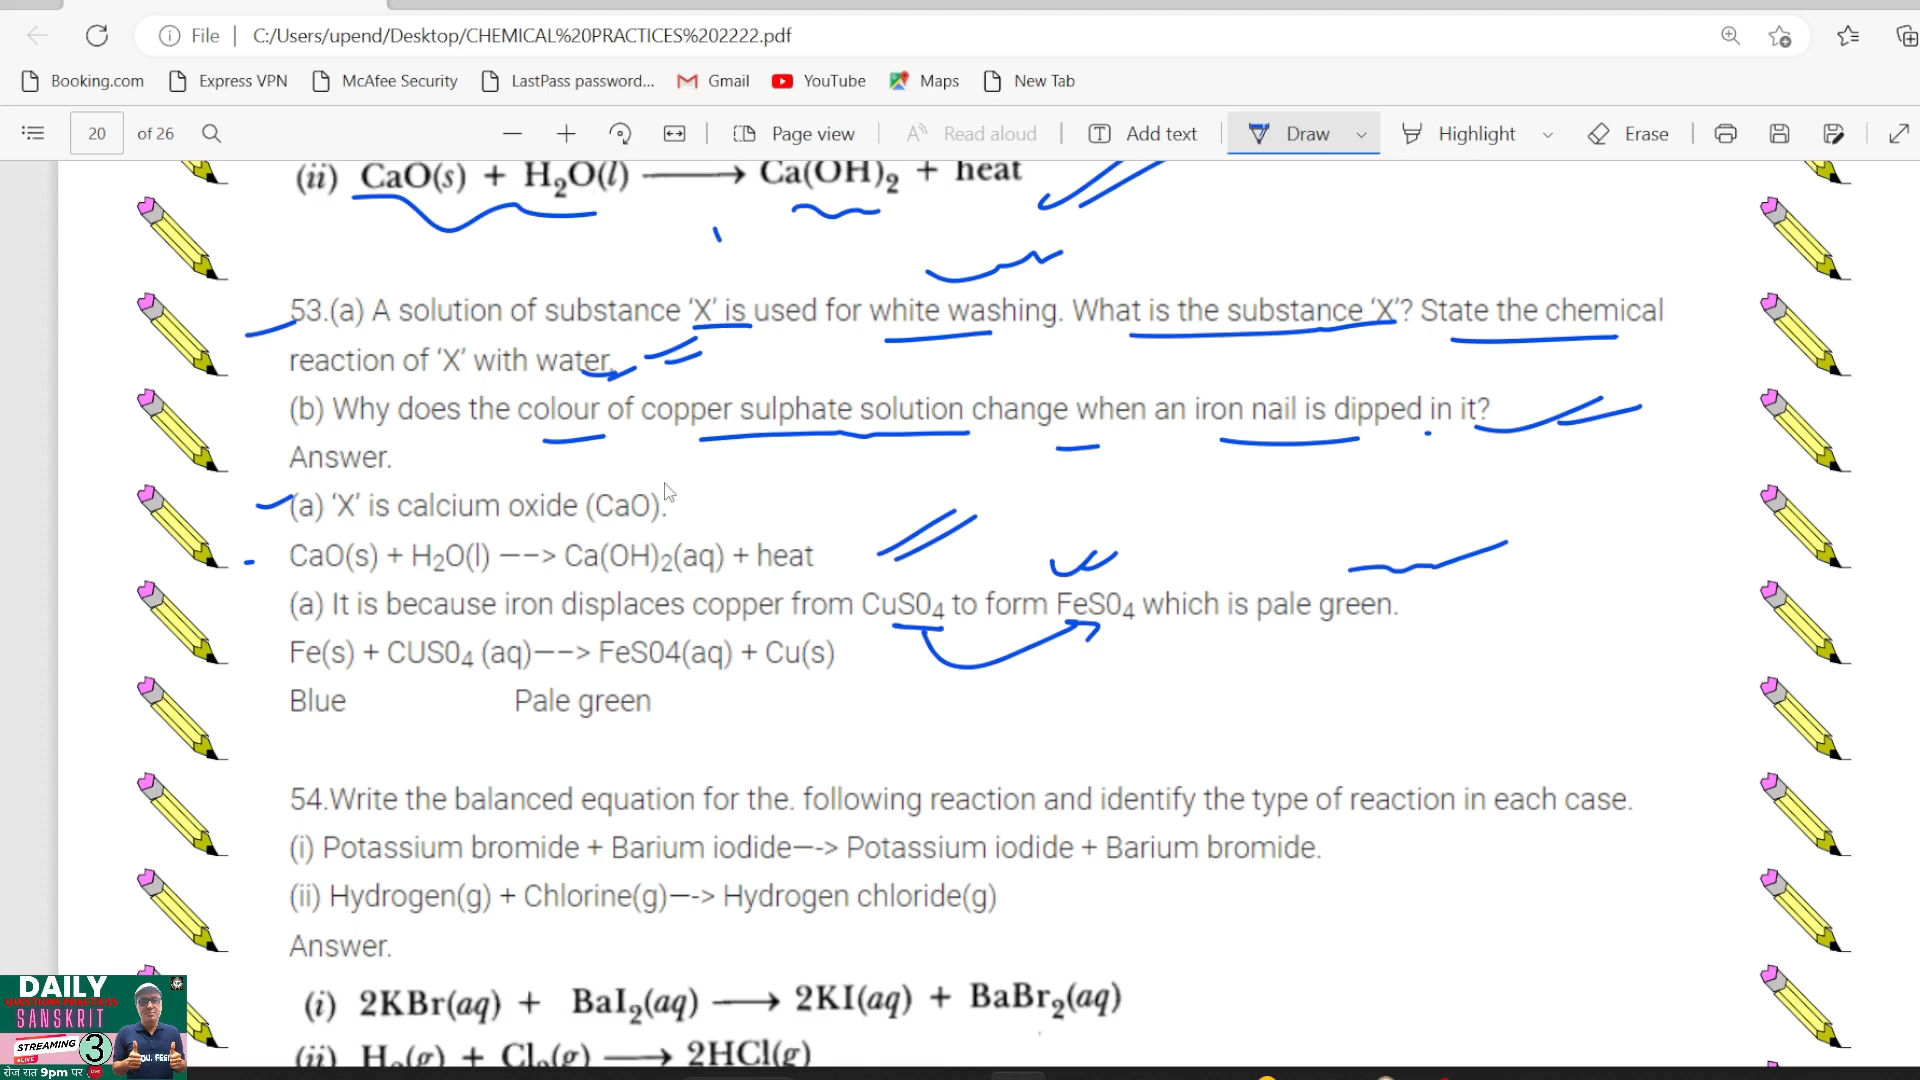 File | C:/Users/upend/Desktop/CHEMICAL%20PRACTICES%202222.pdf
Booking.com Express VPN McAfee Security LastPass password... Gmail YouTube Maps New Tab
20 of 26 Page view Read aloud Add text Draw Highlight Erase
(ii) CaO(s) + H₂O(l) ⟶ Ca(OH)₂ + heat
53.(a) A solution of substance ‘X’ is used for white washing. What is the substance ‘X’? State the chemical
reaction of ‘X’ with water.
(b) Why does the colour of copper sulphate solution change when an iron nail is dipped in it?
Answer.
(a) ‘X’ is calcium oxide (CaO).
CaO(s) + H₂O(l) ––> Ca(OH)₂(aq) + heat
(a) It is because iron displaces copper from CuS0₄ to form FeS0₄ which is pale green.
Fe(s) + CUS0₄ (aq)––> FeS04(aq) + Cu(s)
Blue Pale green
54.Write the balanced equation for the. following reaction and identify the type of reaction in each case.
(i) Potassium bromide + Barium iodide—-> Potassium iodide + Barium bromide.
(ii) Hydrogen(g) + Chlorine(g)—-> Hydrogen chloride(g)
Answer.
(i) 2KBr(aq) + BaI₂(aq) ⟶ 2KI(aq) + BaBr₂(aq)
(ii) H₂(g) + Cl₂(g) ⟶ 2HCl(g)
DAILY
QUESTIONS PRACTICES
SANSKRIT
STREAMING 3
LIVE
रोज रात 9pm पर LIVE